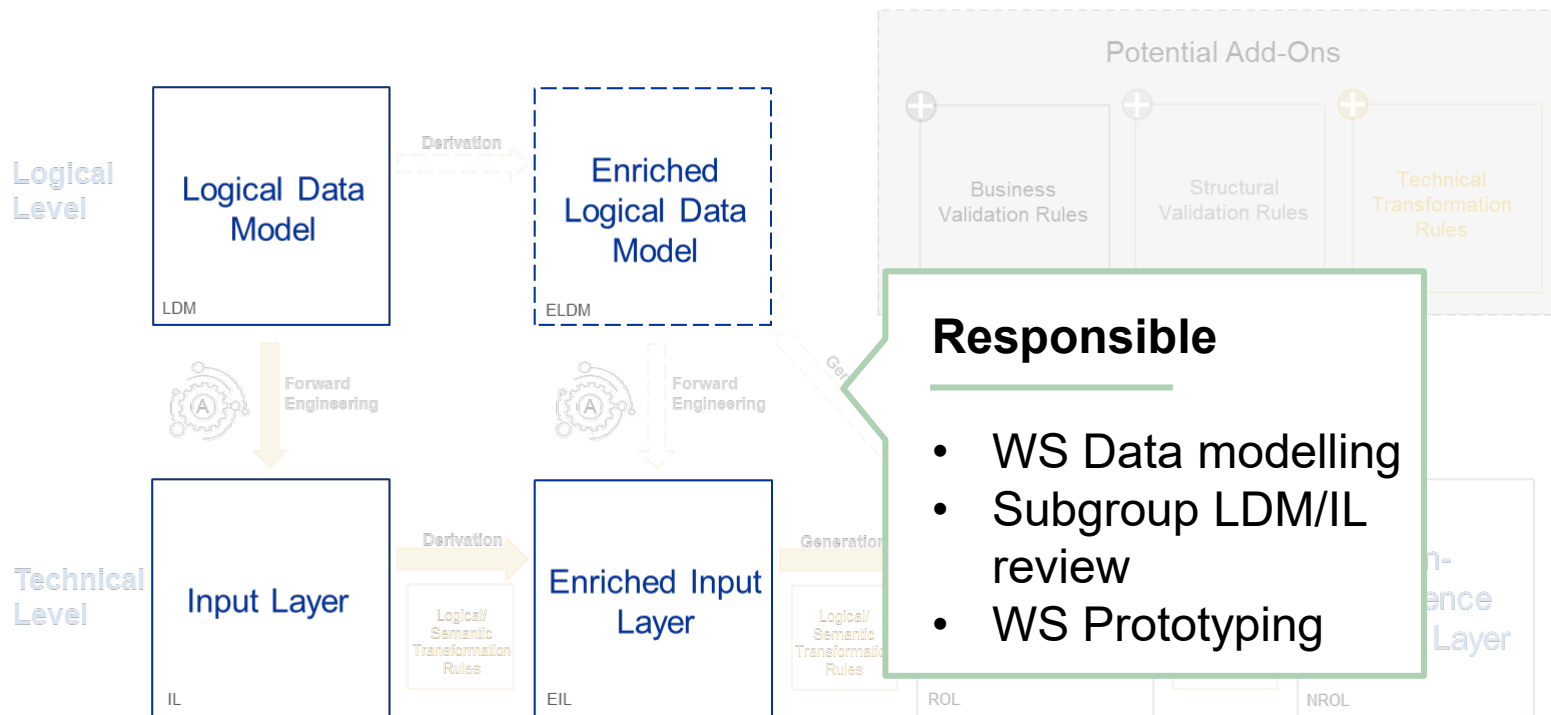 Potential Add-Ons
Logical
Level
Logical Data
Model
LDM
Derivation
Enriched
Logical Data
Model
ELDM
Business
Validation Rules
Structural
Validation Rules
Technical
Transformation
Rules
A
Forward
Engineering
A
Forward
Engineering
Responsible
• WS Data modelling
• Subgroup LDM/IL
review
• WS Prototyping
Technical
Level
Input Layer
IL
Derivation
Logical/
Semantic
Transformation
Rules
Enriched Input
Layer
EIL
Generation
Logical/
Semantic
Rules
ROL
Layer
NROL